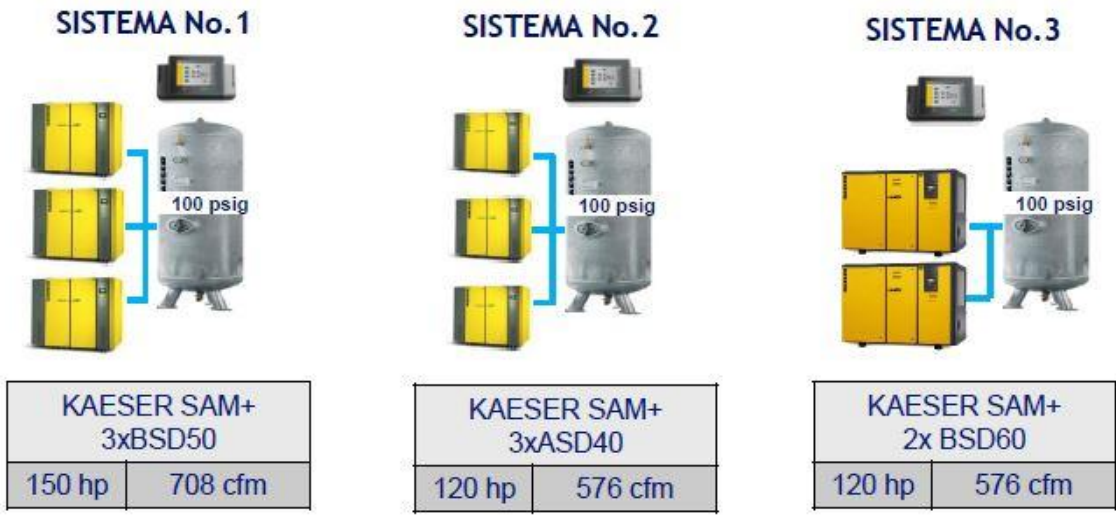 SISTEMA No.1
100 psig
KAESER SAM+
3xBSD50
150 hp
708 cfm
SISTEMA No.2
100 psig
KAESER SAM+
3xASD40
120 hp
576 cfm
SISTEMA No.3
100 psig
KAESER SAM+
2x BSD60
120 hp
576 cfm